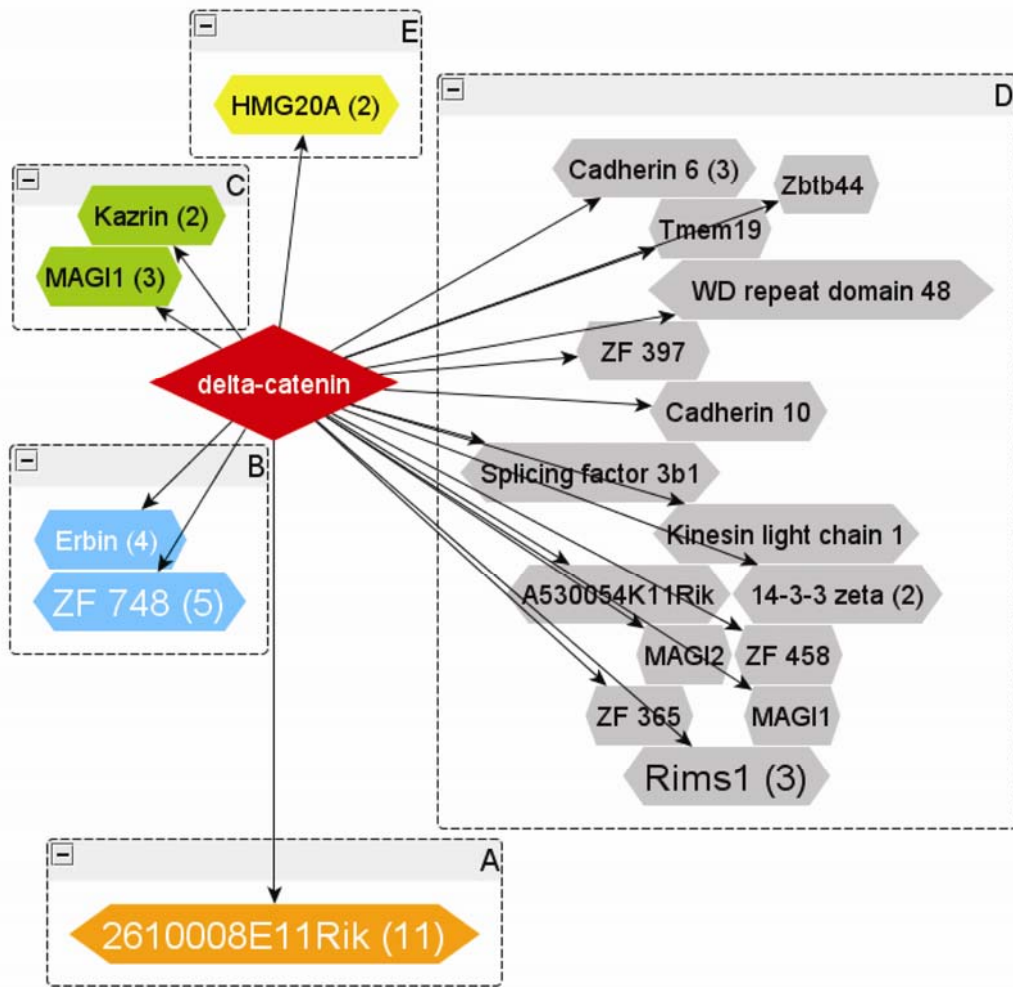 E
HMG20A (2)
C
Kazrin (2)
MAGI1 (3)
D
Cadherin 6 (3)
Zbtb44
Tmem19
WD repeat domain 48
ZF 397
delta-catenin
Cadherin 10
B
Splicing factor 3b1
Erbin (4)
Kinesin light chain 1
ZF 748 (5)
A530054K11Rik
14-3-3 zeta (2)
MAGI2
ZF 458
ZF 365
MAGI1
Rims1 (3)
A
2610008E11Rik (11)